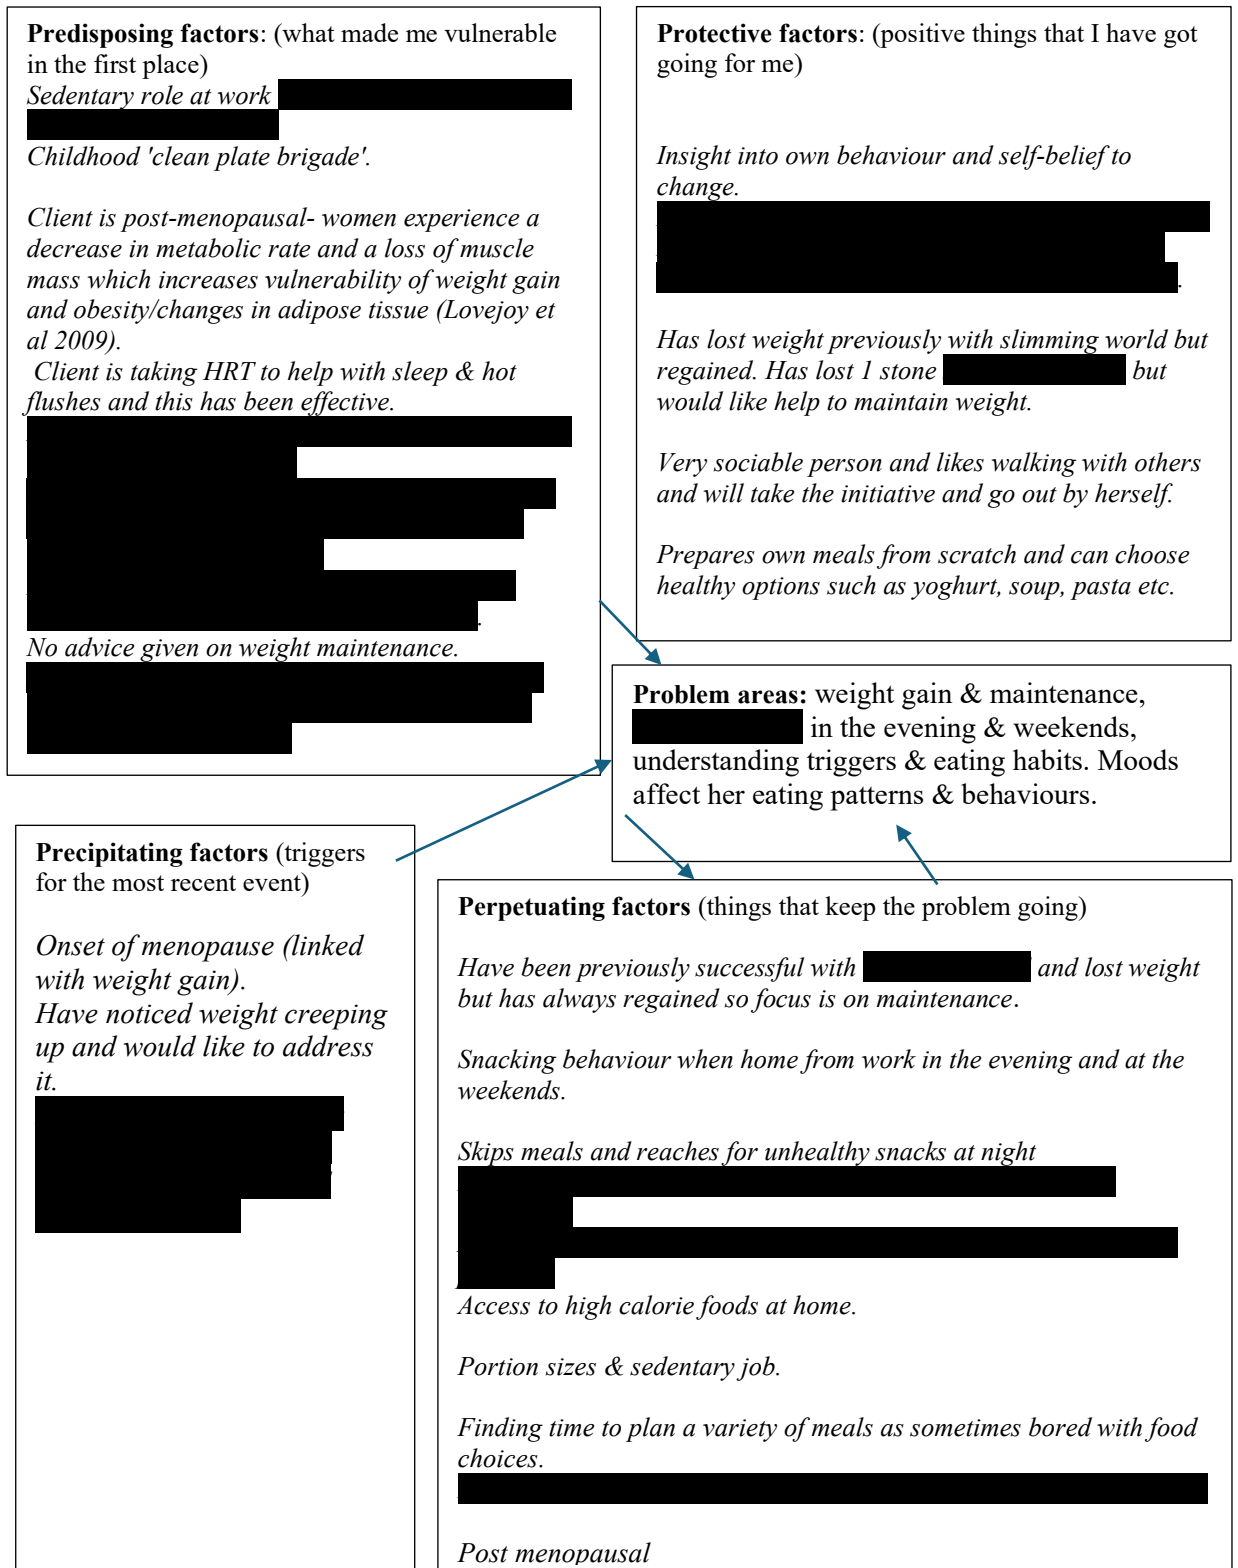 Predisposing factors: (what made me vulnerable
in the first place)
Sedentary role at work
Childhood 'clean plate brigade'.
Client is post-menopausal- women experience a
decrease in metabolic rate and a loss of muscle
mass which increases vulnerability of weight gain
and obesity/changes in adipose tissue (Lovejoy et
al 2009).
Client is taking HRT to help with sleep & hot
flushes and this has been effective.
.
No advice given on weight maintenance.
Protective factors: (positive things that I have got
going for me)
Insight into own behaviour and self-belief to
change.
.
Has lost weight previously with slimming world but
regained. Has lost 1 stone but
would like help to maintain weight.
Very sociable person and likes walking with others
and will take the initiative and go out by herself.
Prepares own meals from scratch and can choose
healthy options such as yoghurt, soup, pasta etc.
Problem areas: weight gain & maintenance,
in the evening & weekends,
understanding triggers & eating habits. Moods
affect her eating patterns & behaviours.
Precipitating factors (triggers
for the most recent event)
Onset of menopause (linked
with weight gain).
Have noticed weight creeping
up and would like to address
it.
Perpetuating factors (things that keep the problem going)
Have been previously successful with and lost weight
but has always regained so focus is on maintenance.
Snacking behaviour when home from work in the evening and at the
weekends.
Skips meals and reaches for unhealthy snacks at night
Access to high calorie foods at home.
Portion sizes & sedentary job.
Finding time to plan a variety of meals as sometimes bored with food
choices.
Post menopausal